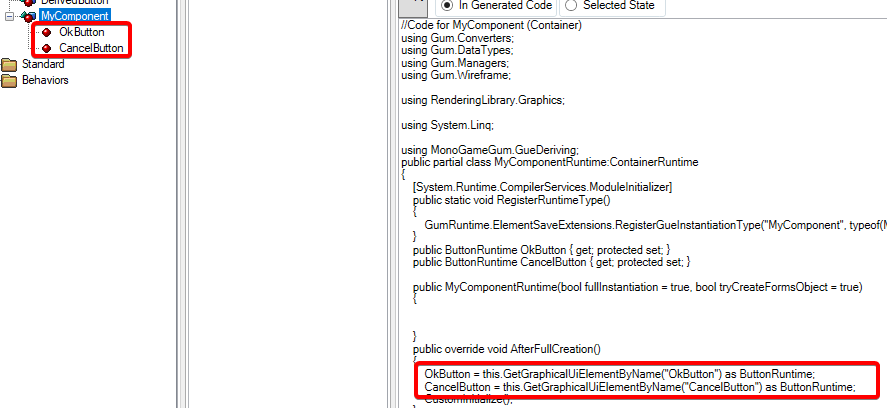 DerivedButton
MyComponent
OkButton
CancelButton
Standard
Behaviors
In Generated Code
Selected State
//Code for MyComponent (Container)
using Gum.Converters;
using Gum.DataTypes;
using Gum.Managers;
using Gum.Wireframe;
using RenderingLibrary.Graphics;
using System.Linq;
using MonoGameGum.GueDeriving;
public partial class MyComponentRuntime:ContainerRuntime
{
[System.Runtime.CompilerServices.ModuleInitializer]
public static void RegisterRuntimeType()
{
GumRuntime.ElementSaveExtensions.RegisterGueInstantiationType("MyComponent", typeof(
}
public ButtonRuntime OkButton { get; protected set; }
public ButtonRuntime CancelButton { get; protected set; }
public MyComponentRuntime(bool fullInstantiation = true, bool tryCreateFormsObject = true)
{
}
public override void AfterFullCreation()
{
OkButton = this.GetGraphicalUiElementByName("OkButton") as ButtonRuntime;
CancelButton = this.GetGraphicalUiElementByName("CancelButton") as ButtonRuntime;
CustomInitialize();
}